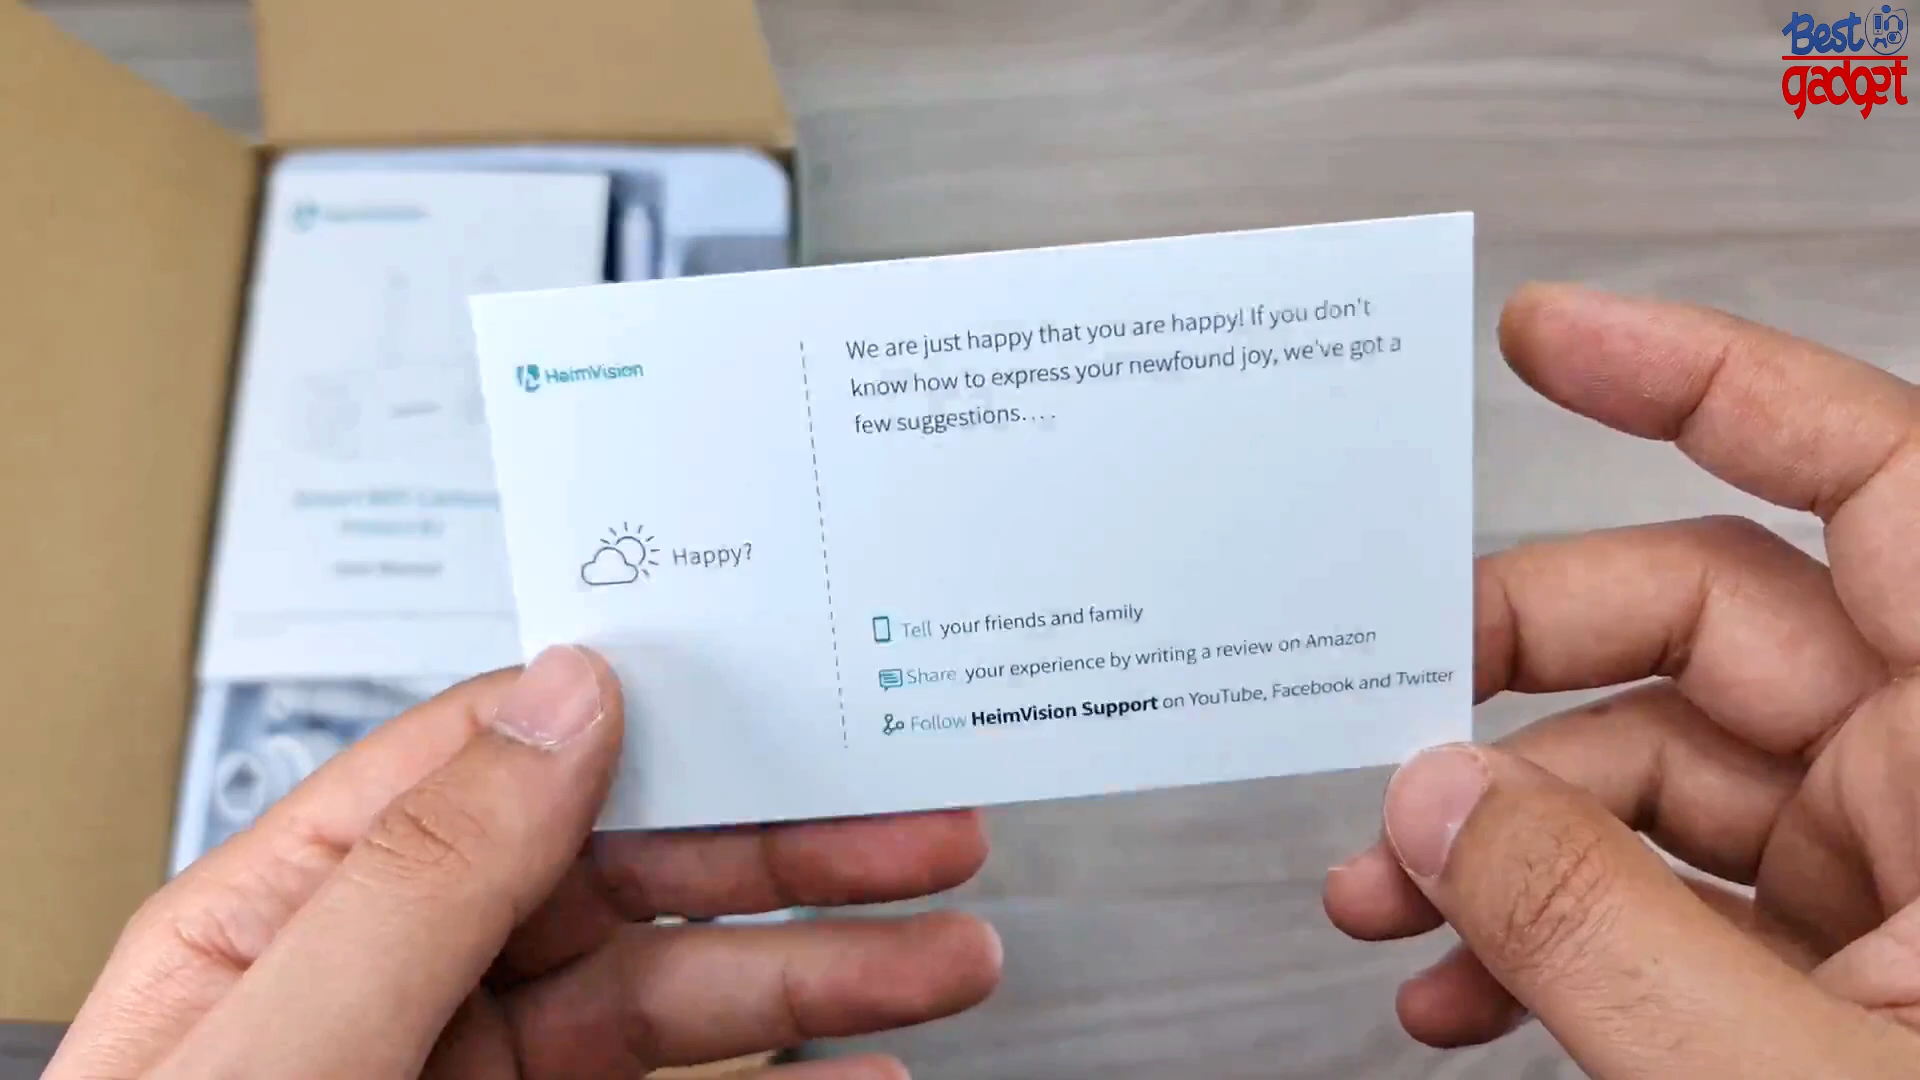 Best
gadget
HeimVision
Happy?
We are just happy that you are happy! If you don't
know how to express your newfound joy, we've got a
few suggestions....
Tell your friends and family
Share your experience by writing a review on Amazon
Follow HeimVision Support on YouTube, Facebook and Twitter